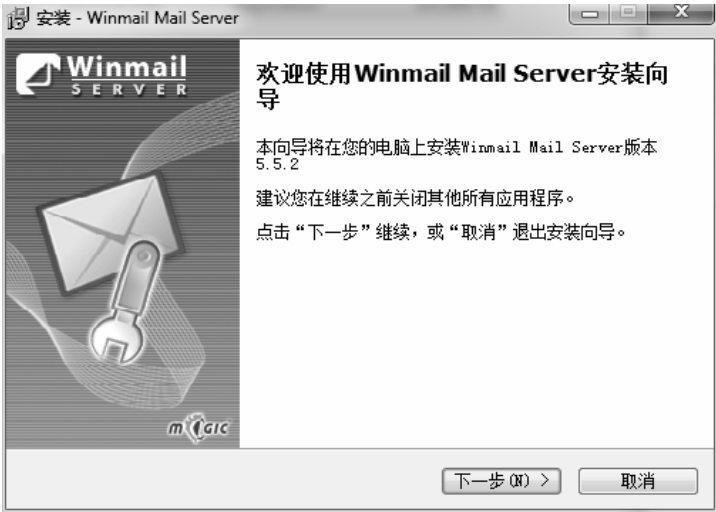 安装 - Winmail Mail Server
Winmail
SERVER
欢迎使用Winmail Mail Server安装向
导
本向导将在您的电脑上安装Winmail Mail Server版本
5.5.2
建议您在继续之前关闭其他所有应用程序。
点击“下一步”继续，或“取消”退出安装向导。
magic
下一步(N) >
取消